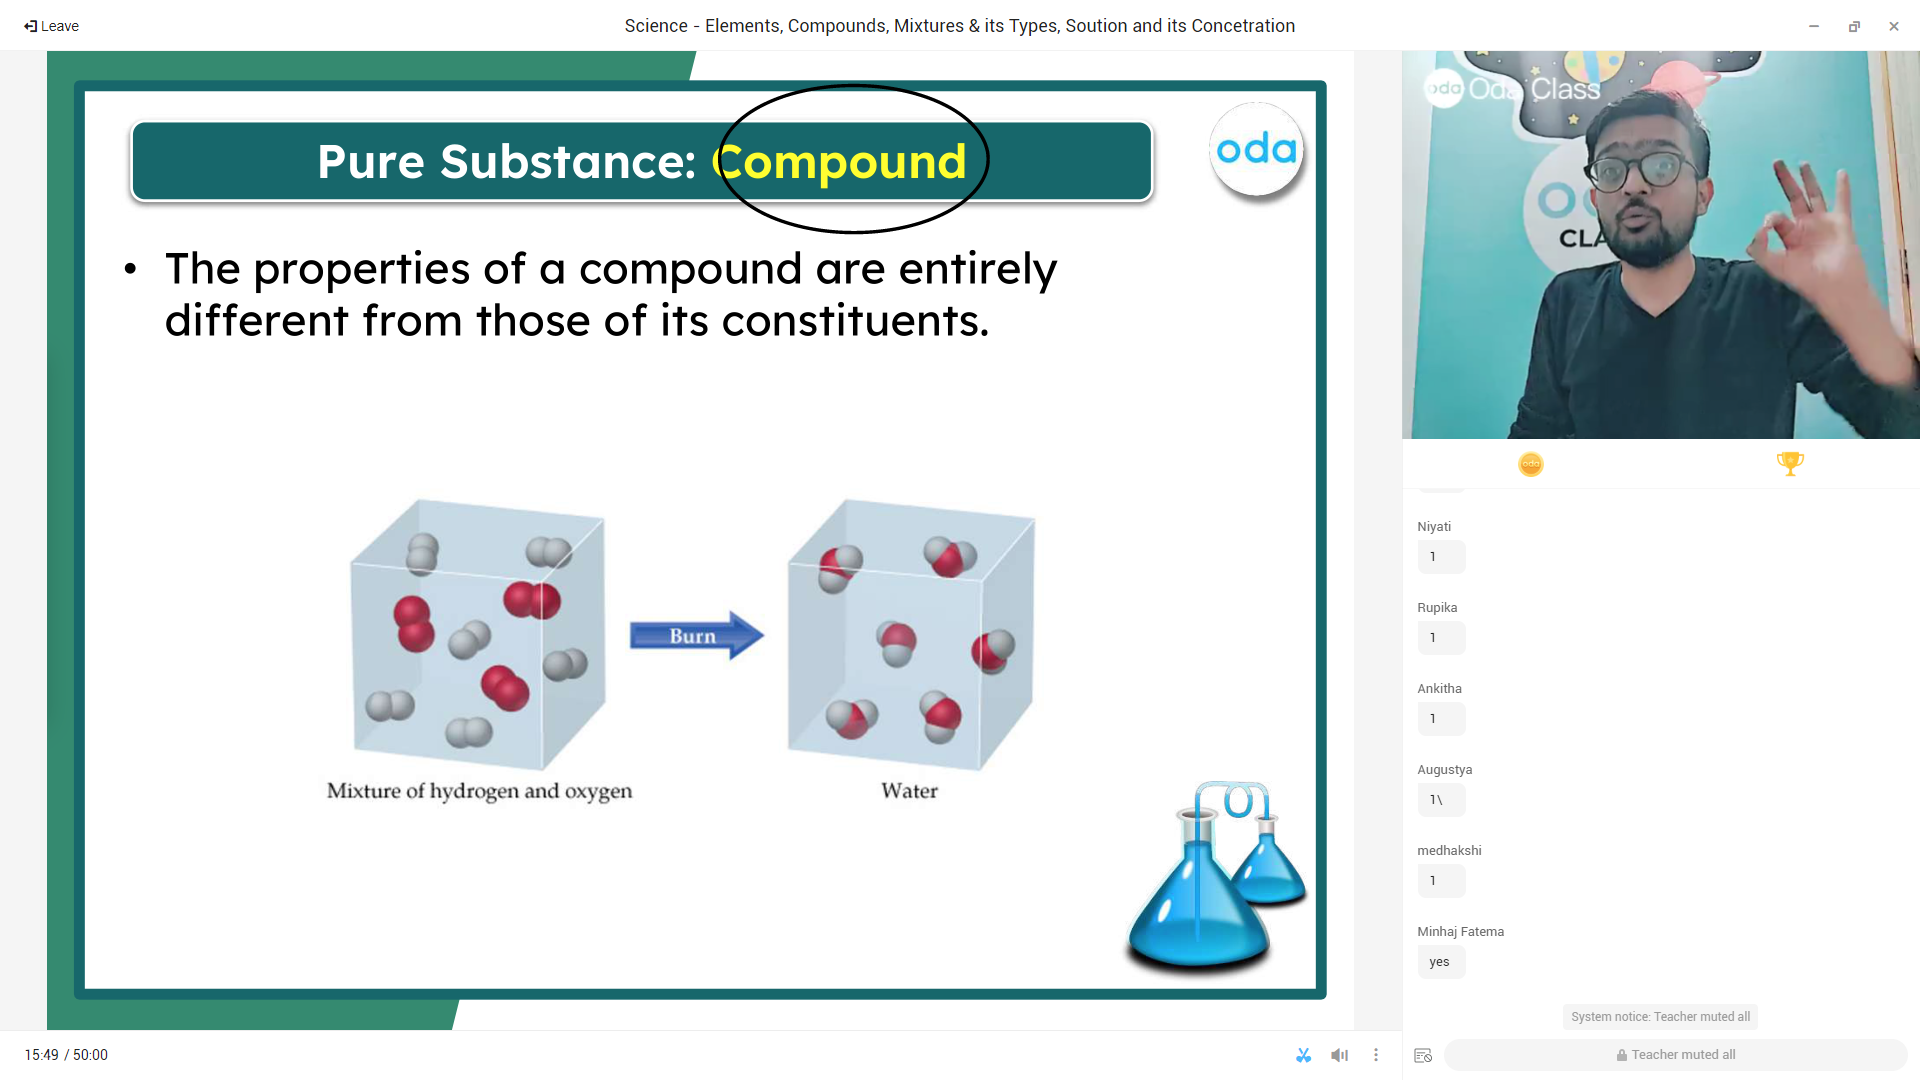 Leave
Science - Elements, Compounds, Mixtures & its Types, Soution and its Concetration
Pure Substance: Compound
oda
• The properties of a compound are entirely
different from those of its constituents.
Burn
Mixture of hydrogen and oxygen
Water
15:49 / 50:00
oda Oda Class
CLA
oda
Niyati
1
Rupika
1
Ankitha
1
Augustya
1\
medhakshi
1
Minhaj Fatema
yes
System notice: Teacher muted all
Teacher muted all